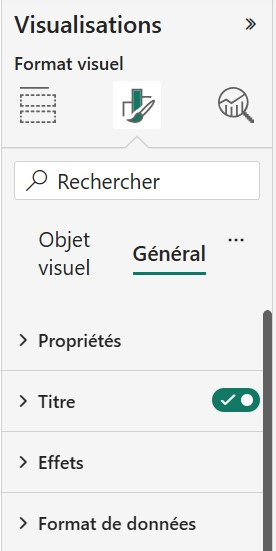 Visualisations »
Format visuel
Rechercher
Objet
visuel
Général
...
Propriétés
Titre
Effets
Format de données